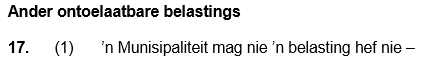 Ander ontoelaatbare belastings
17. (1) ’n Munisipaliteit mag nie ’n belasting hef nie –